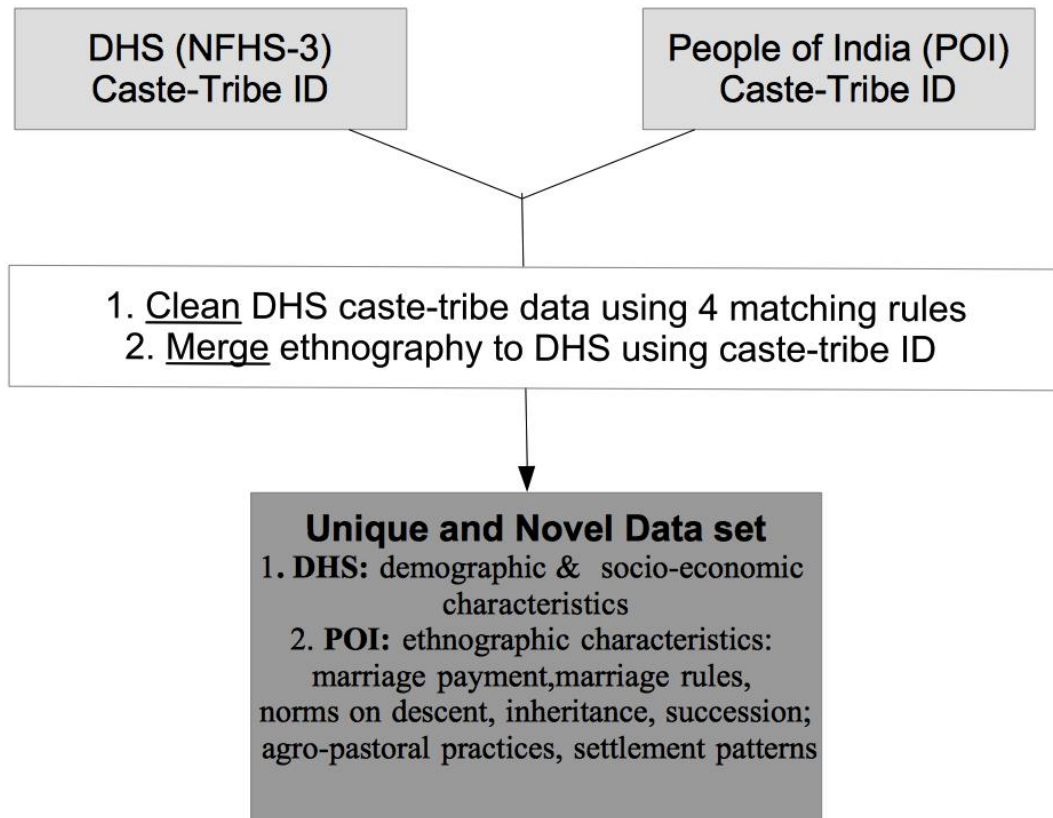 DHS (NFHS-3)
Caste-Tribe ID
People of India (POI)
Caste-Tribe ID
1. Clean DHS caste-tribe data using 4 matching rules
2. Merge ethnography to DHS using caste-tribe ID
Unique and Novel Data set
1. DHS: demographic & socio-economic
characteristics
2. POI: ethnographic characteristics:
marriage payment,marriage rules,
norms on descent, inheritance, succession;
agro-pastoral practices, settlement patterns